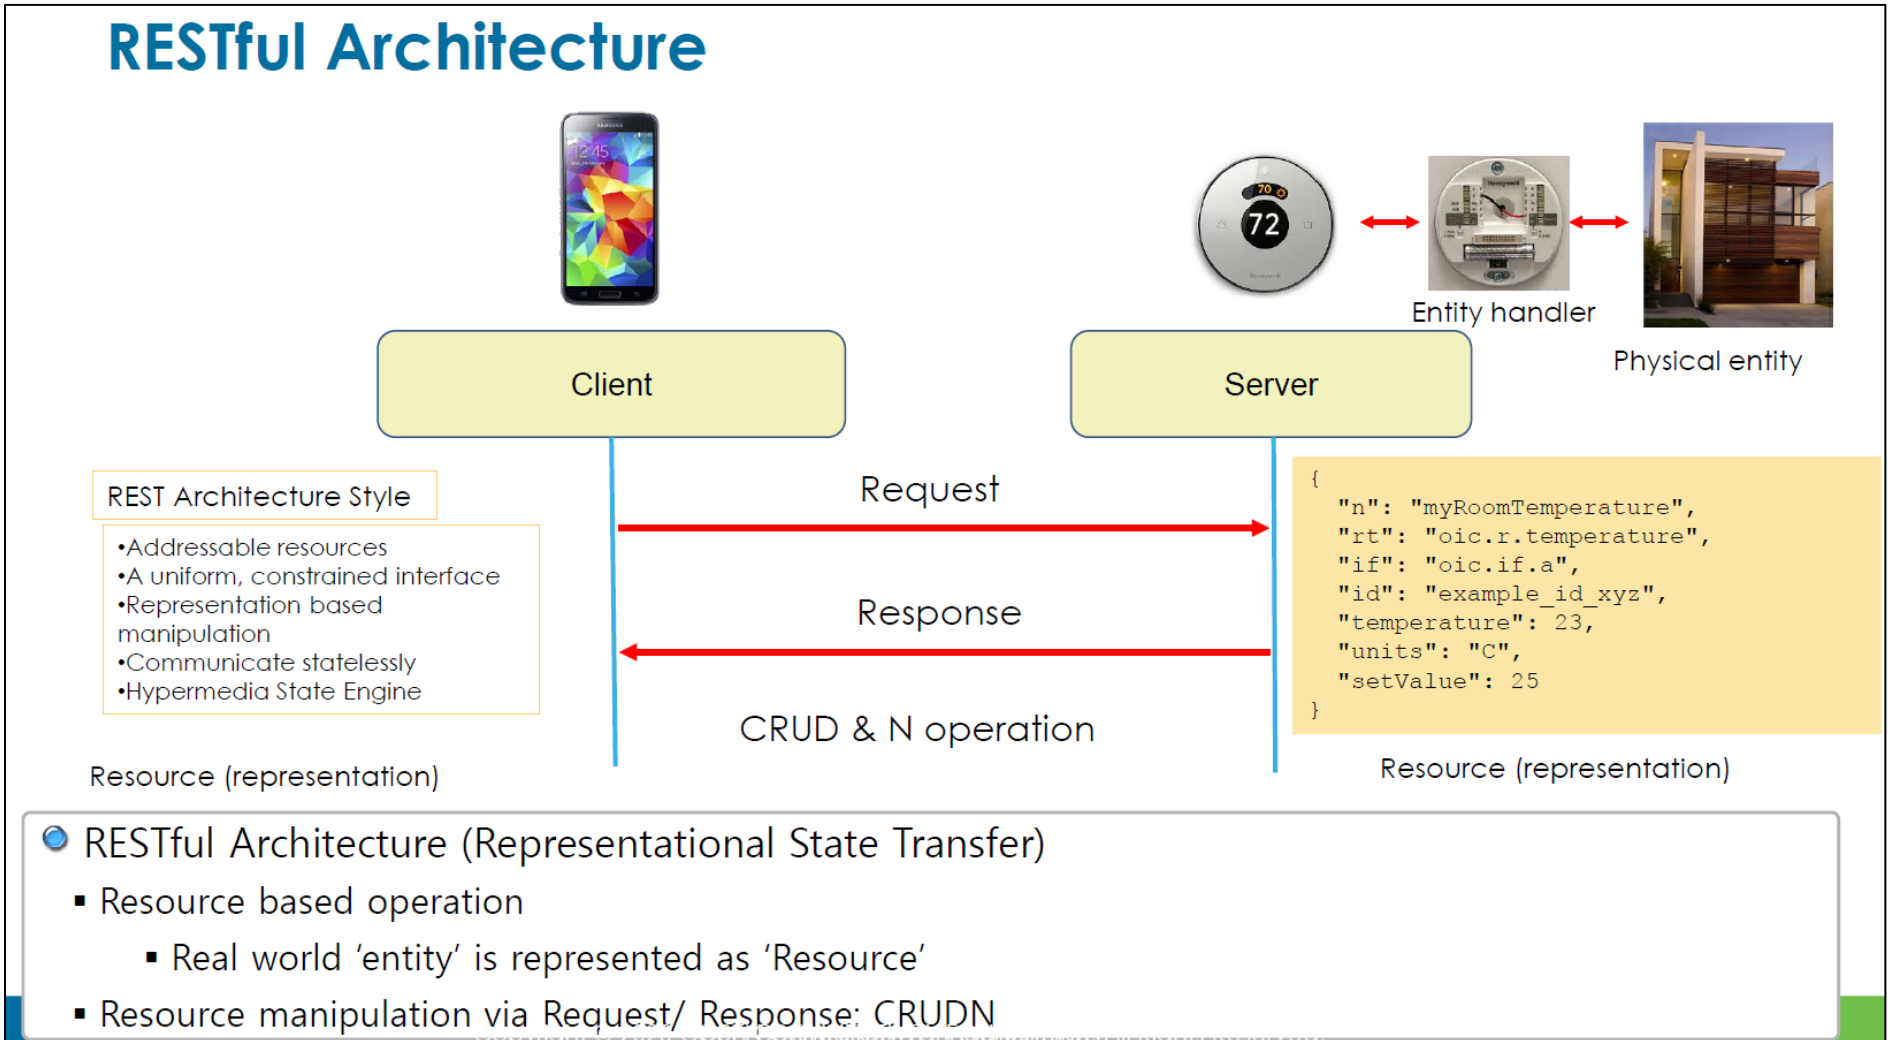 RESTful Architecture
SAMSUNG
12:45
70
72
Honeywell
Honeywell
Entity handler
Physical entity
Client
Server
REST Architecture Style
•Addressable resources
•A uniform, constrained interface
•Representation based
manipulation
•Communicate statelessly
•Hypermedia State Engine
Resource (representation)
Request
Response
CRUD & N operation
{
"n": "myRoomTemperature",
"rt": "oic.r.temperature",
"if": "oic.if.a",
"id": "example_id_xyz",
"temperature": 23,
"units": "C",
"setValue": 25
}
Resource (representation)
RESTful Architecture (Representational State Transfer)
▪ Resource based operation
▪ Real world ‘entity’ is represented as ‘Resource’
▪ Resource manipulation via Request/ Response: CRUDN